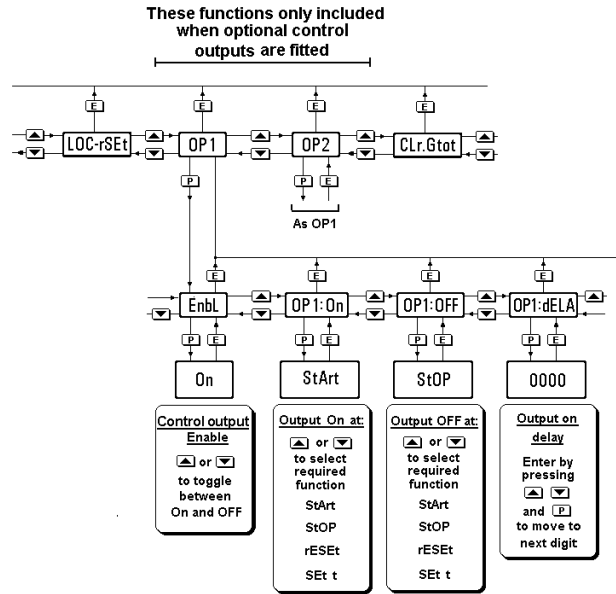 These functions only included
when optional control
outputs are fitted
E E E E
LOC-rSEt OP1 OP2 CLr.Gtot
P P E
As OP1
E E E E
EnbL OP1:On OP1:OFF OP1:dELA
P E P E P E P E
On StArt StOP 0000
Control output
Enable
or
to toggle
between
On and OFF
Output On at:
or
to select
required
function
StArt
StOP
rESEt
SEt t
Output OFF at:
or
to select
required
function
StArt
StOP
rESEt
SEt t
Output on
delay
Enter by
pressing
and P
to move to
next digit